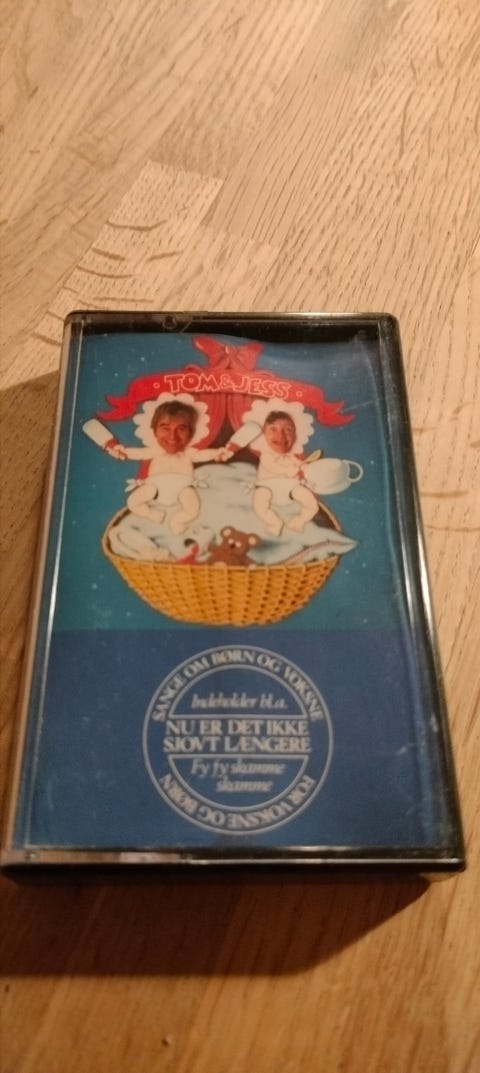 TOM & JESS
SANGE OM BØRN OG VOKSNE
Indeholder bl.a.
NU ER DET IKKE
SJOVT LÆNGERE
Fy fy skamme
skamme
FOR VOKSNE OG BØRN